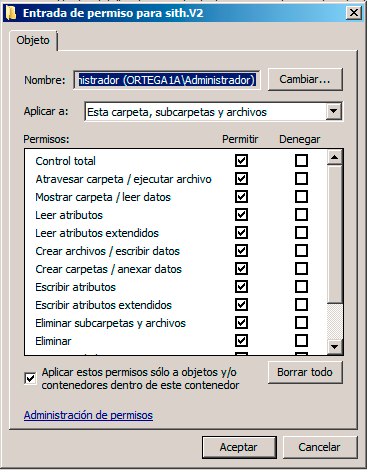 Entrada de permiso para sith.V2
Objeto
Nombre: nistrador (ORTEGA1A\Administrador) Cambiar...
Aplicar a: Esta carpeta, subcarpetas y archivos
Permisos: Permitir Denegar
Control total
Atravesar carpeta / ejecutar archivo
Mostrar carpeta / leer datos
Leer atributos
Leer atributos extendidos
Crear archivos / escribir datos
Crear carpetas / anexar datos
Escribir atributos
Escribir atributos extendidos
Eliminar subcarpetas y archivos
Eliminar
Aplicar estos permisos sólo a objetos y/o
contenedores dentro de este contenedor
Borrar todo
Administración de permisos
Aceptar Cancelar